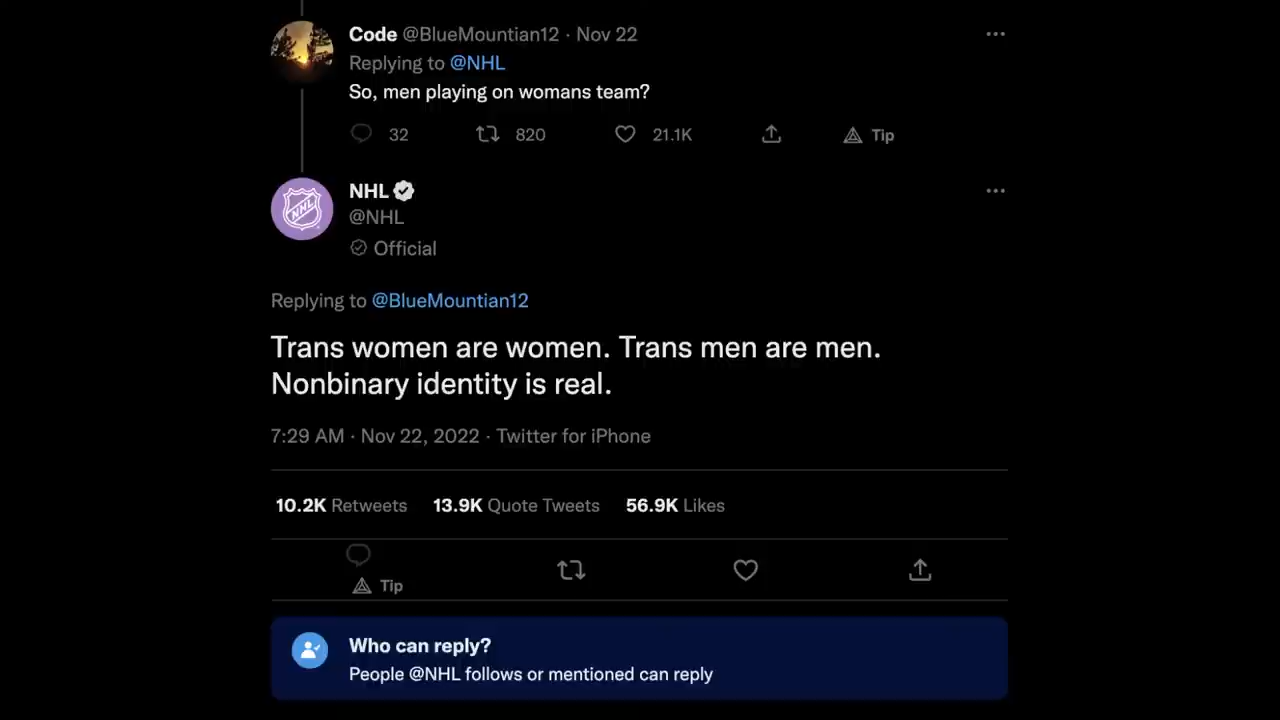 Code @BlueMountian12 · Nov 22
Replying to @NHL
So, men playing on womans team?
32 820 21.1K Tip
NHL
NHL
@NHL
Official
Replying to @BlueMountian12
Trans women are women. Trans men are men.
Nonbinary identity is real.
7:29 AM · Nov 22, 2022 · Twitter for iPhone
10.2K Retweets 13.9K Quote Tweets 56.9K Likes
Tip
Who can reply?
People @NHL follows or mentioned can reply